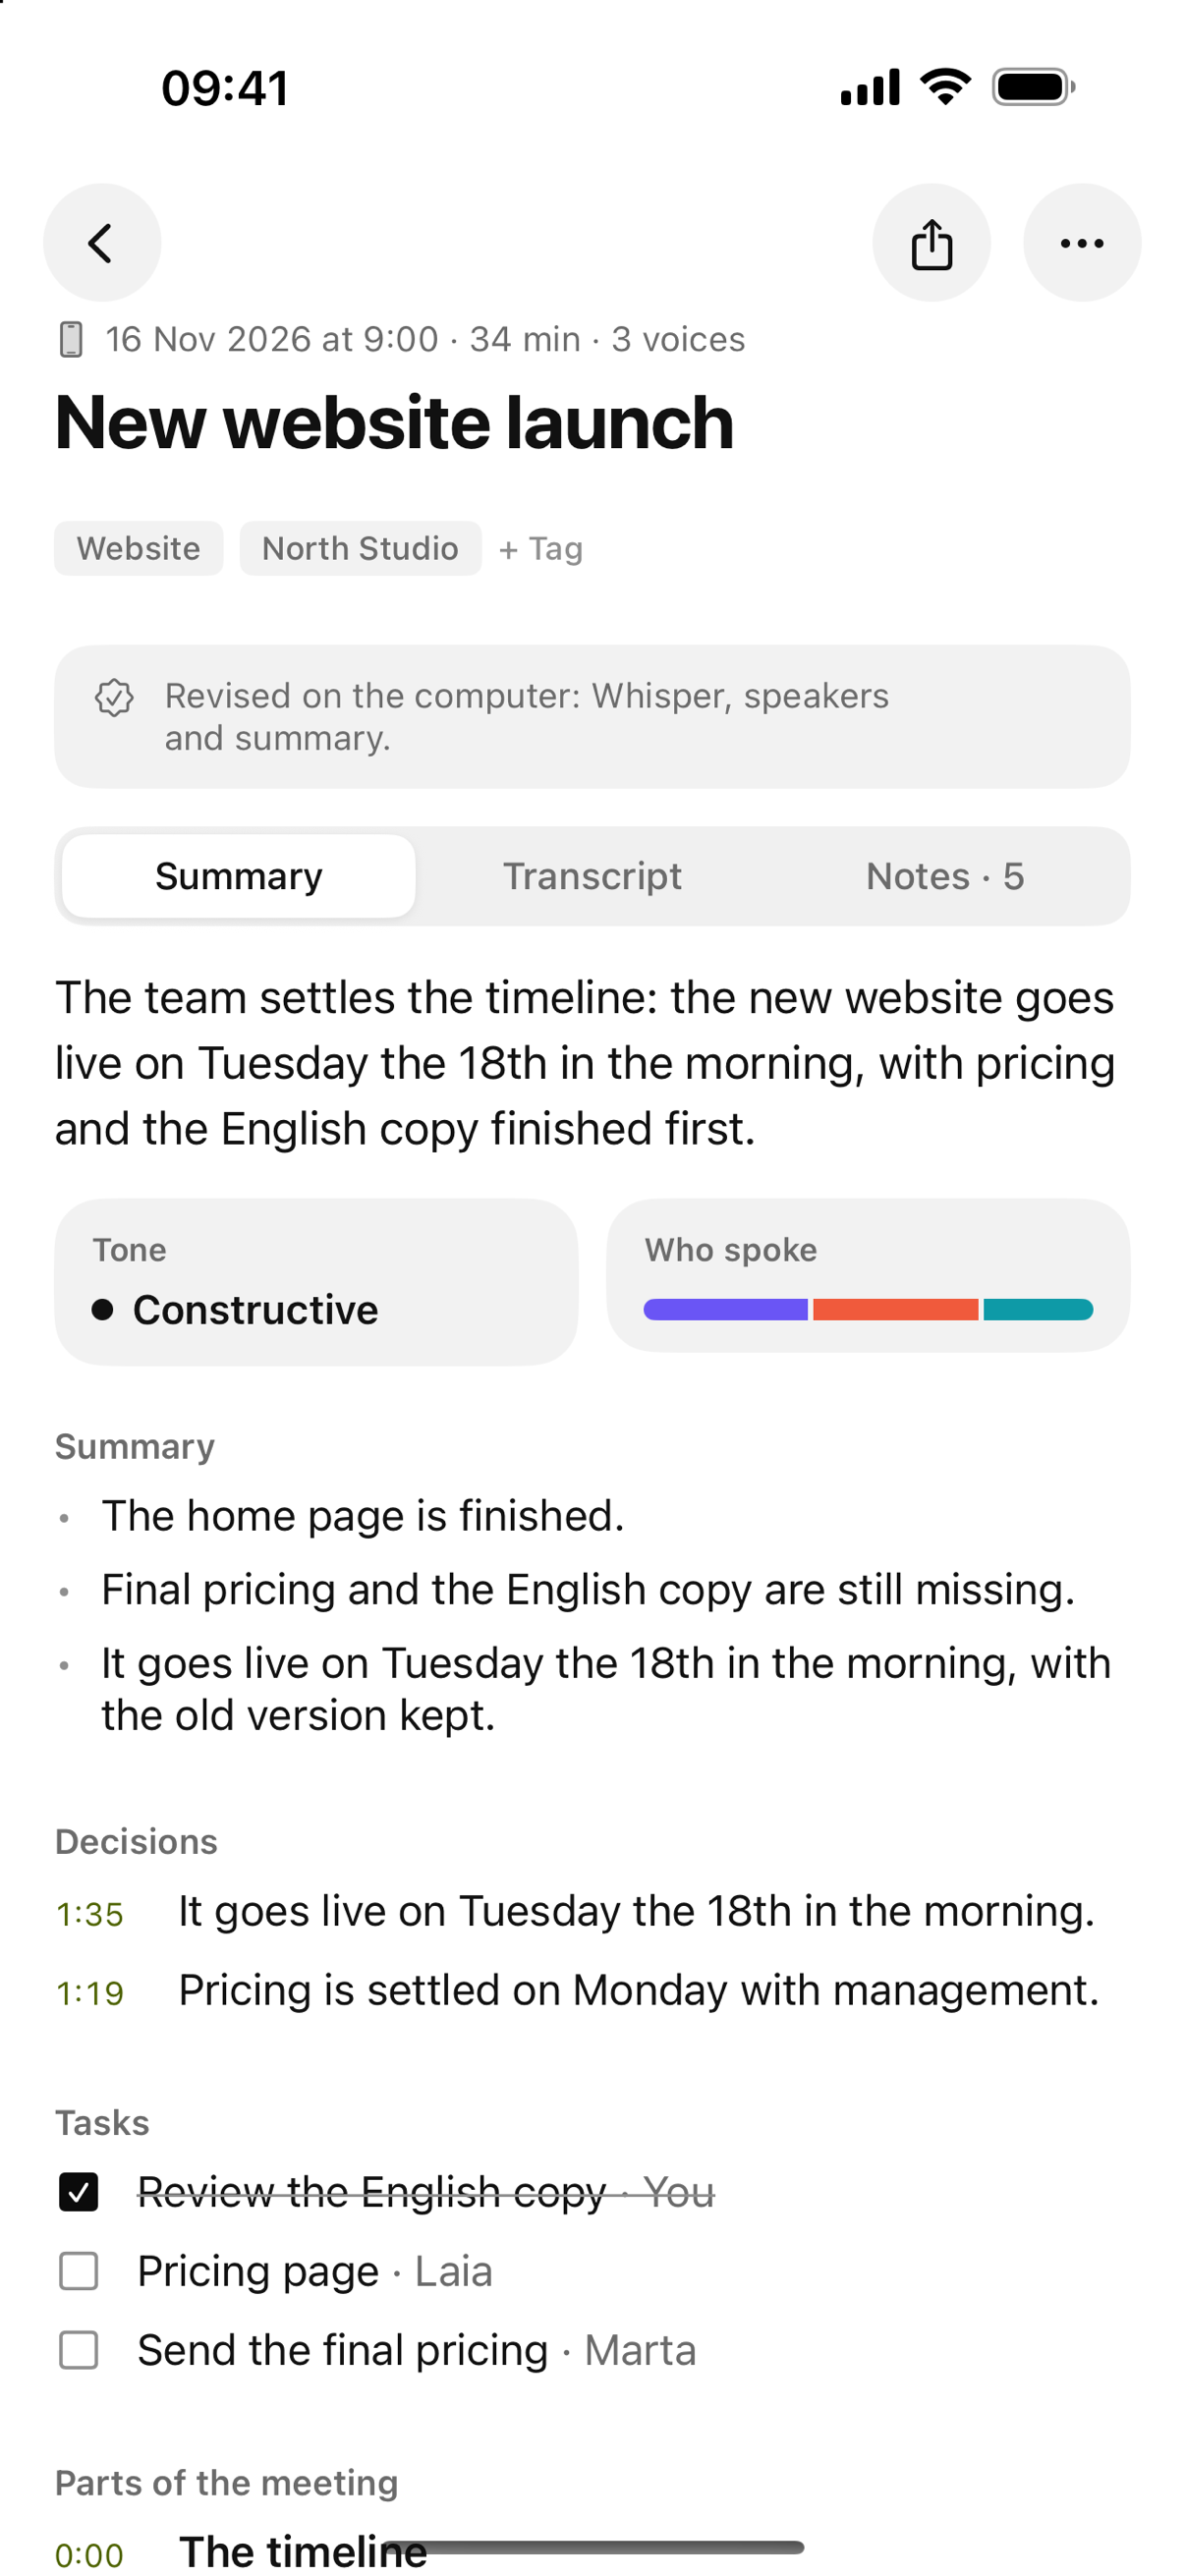 09:41
16 Nov 2026 at 9:00 · 34 min · 3 voices
New website launch
Website
North Studio
+ Tag
Revised on the computer: Whisper, speakers
and summary.
Summary
Transcript
Notes · 5
The team settles the timeline: the new website goes
live on Tuesday the 18th in the morning, with pricing
and the English copy finished first.
Tone
Constructive
Who spoke
Summary
• The home page is finished.
• Final pricing and the English copy are still missing.
• It goes live on Tuesday the 18th in the morning, with
the old version kept.
Decisions
1:35 It goes live on Tuesday the 18th in the morning.
1:19 Pricing is settled on Monday with management.
Tasks
Review the English copy · You
Pricing page · Laia
Send the final pricing · Marta
Parts of the meeting
0:00 The timeline